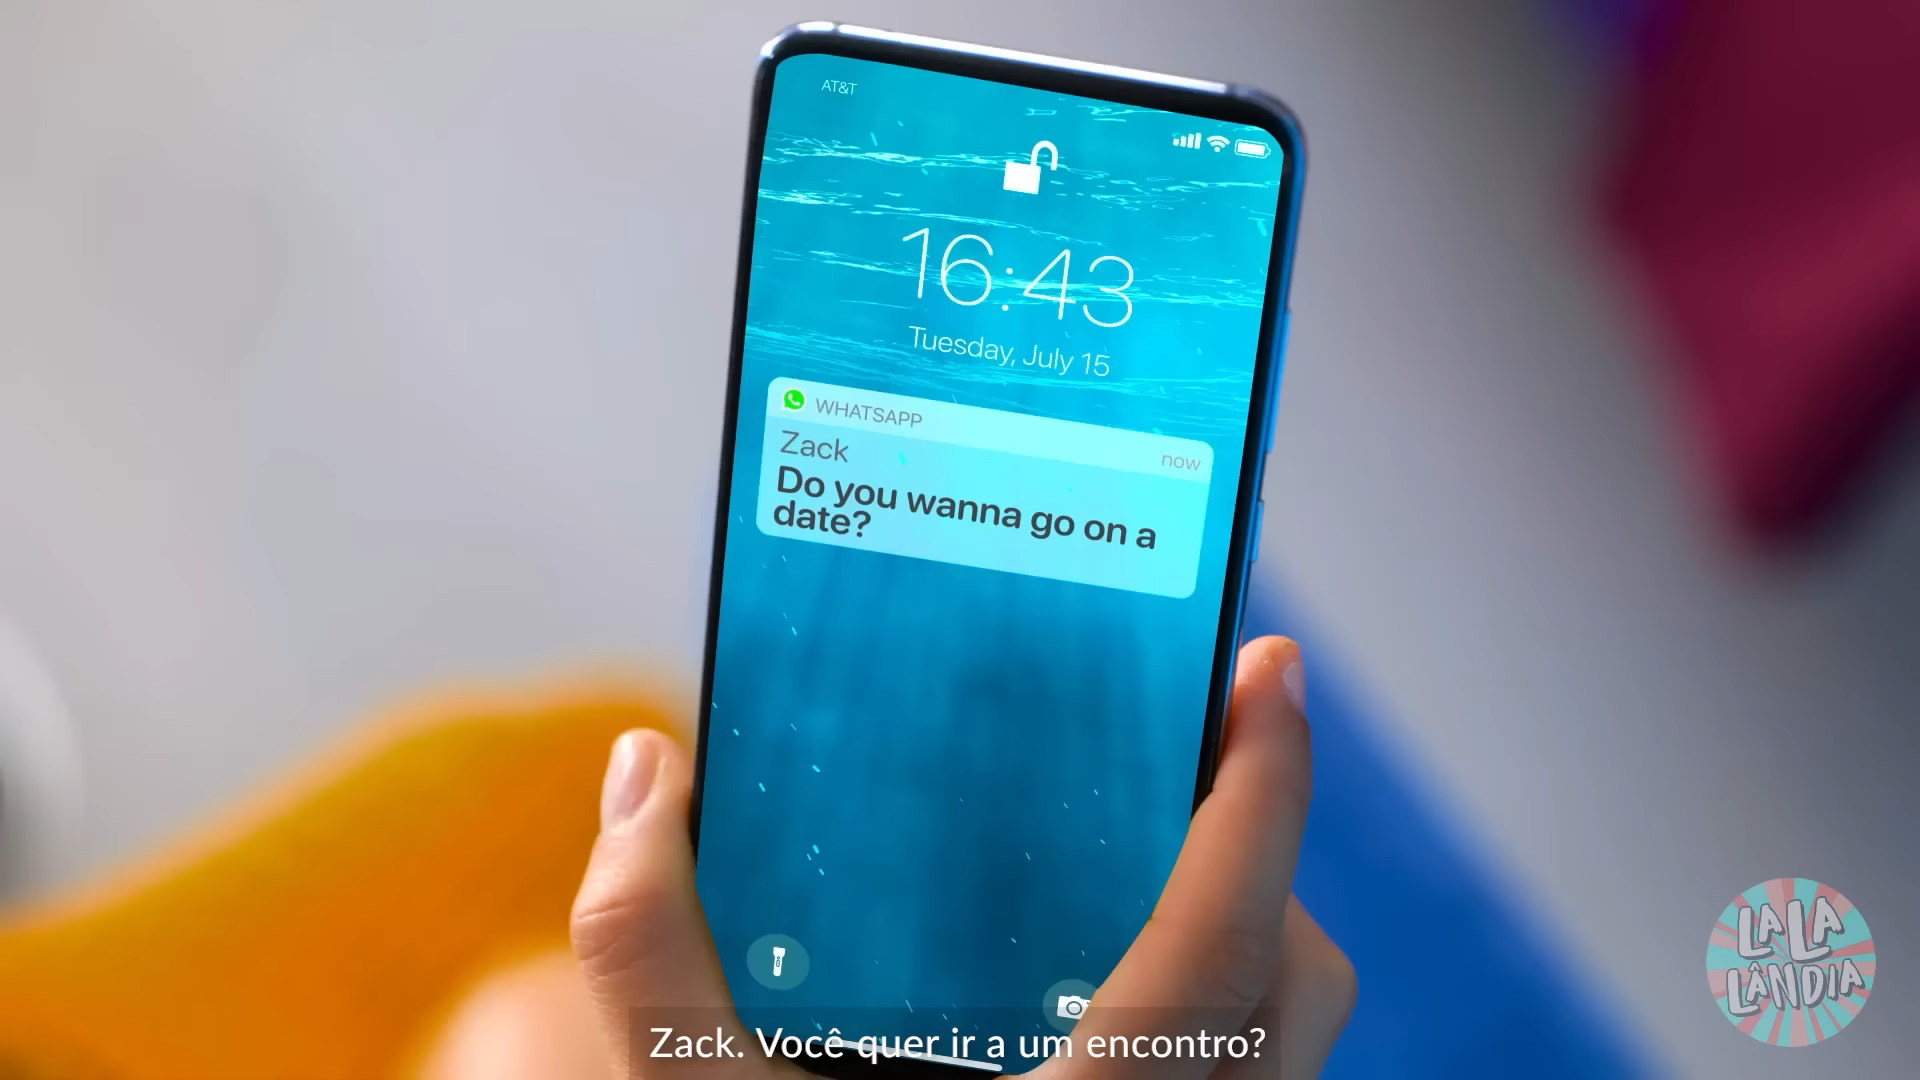 AT&T
16:43
Tuesday, July 15
WHATSAPP
now
Zack
Do you wanna go on a
date?
Zack. Você quer ir a um encontro?
LA LA
LÂNDIA